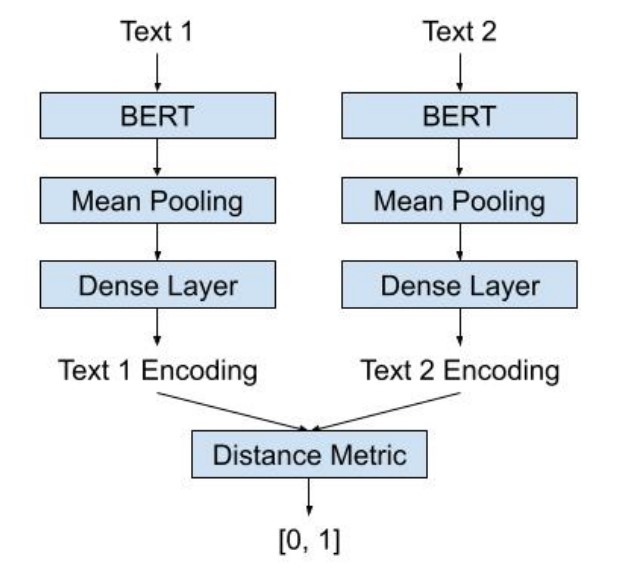 Text 1
Text 2
BERT
BERT
Mean Pooling
Mean Pooling
Dense Layer
Dense Layer
Text 1 Encoding
Text 2 Encoding
Distance Metric
[0, 1]